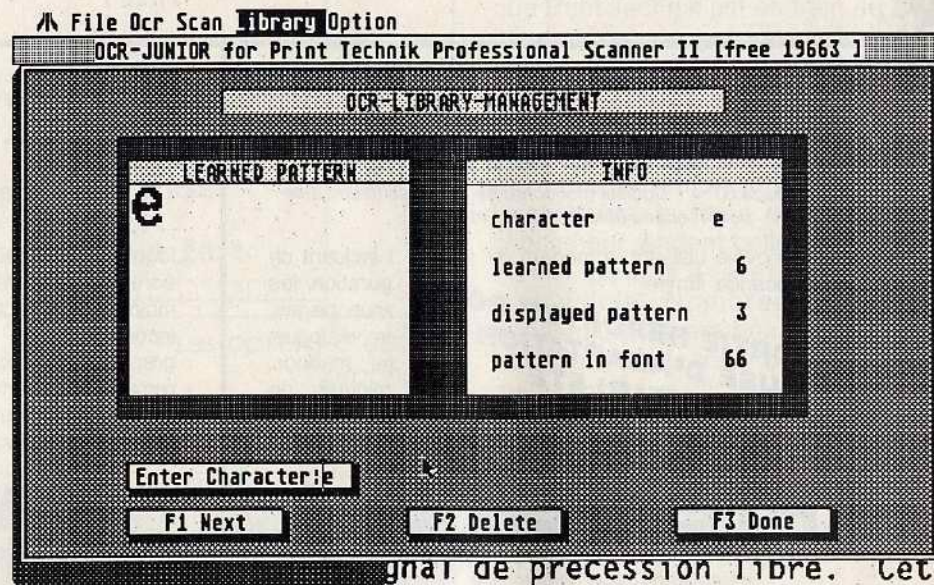 File Ocr Scan Library Option
OCR-JUNIOR for Print Technik Professional Scanner II [free 19663 ]
OCR-LIBRARY-MANAGEMENT
LEARNED PATTERN
e
INFO
character e
learned pattern 6
displayed pattern 3
pattern in font 66
Enter Character:e
F1 Next F2 Delete F3 Done
gnal de précession libre. Cet